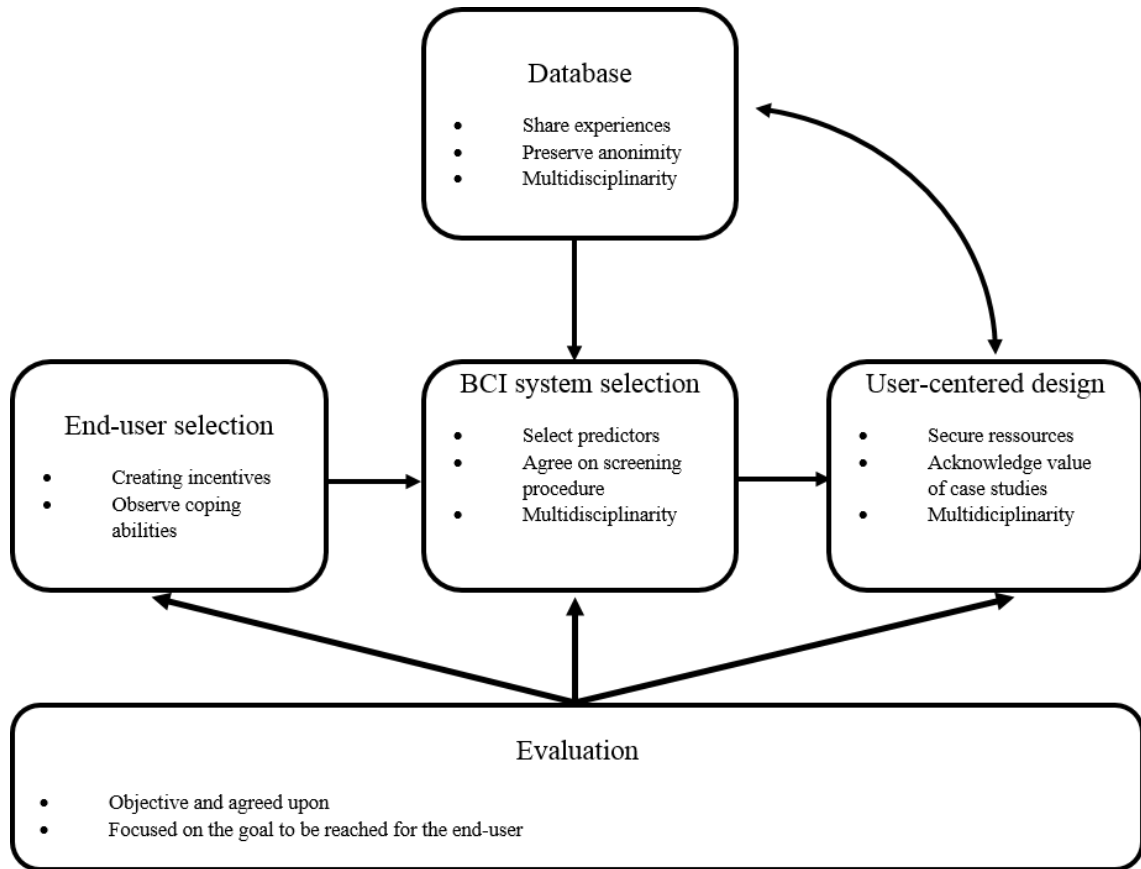 Database
• Share experiences
• Preserve anonimity
• Multidisciplinarity
End-user selection
• Creating incentives
• Observe coping
abilities
BCI system selection
• Select predictors
• Agree on screening
procedure
• Multidisciplinarity
User-centered design
• Secure ressources
• Acknowledge value
of case studies
• Multidiciplinarity
Evaluation
• Objective and agreed upon
• Focused on the goal to be reached for the end-user